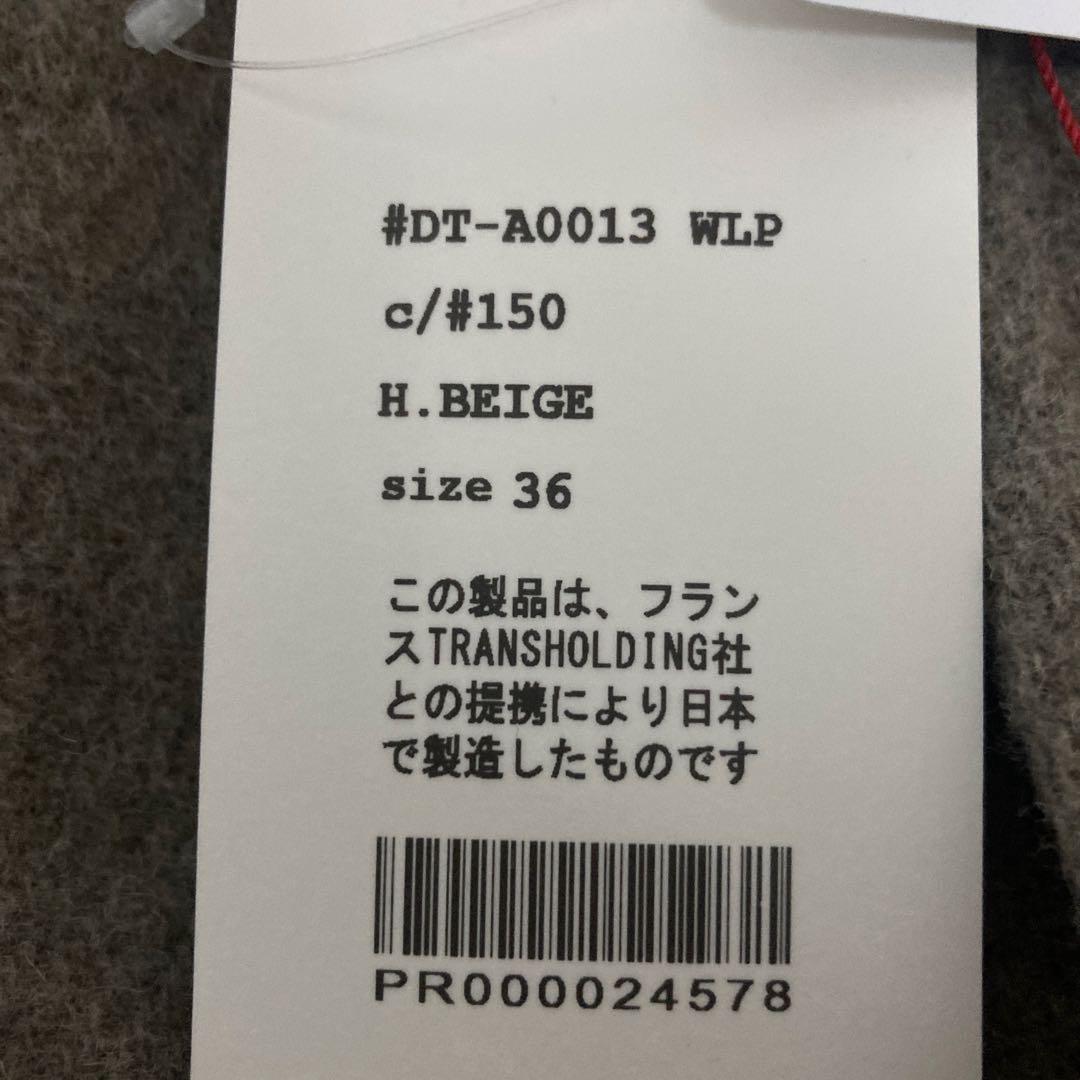 #DT-A0013 WLP
c/#150
H.BEIGE
size 36
この製品は、フラン
スTRANSHOLDING社
との提携により日本
で製造したものです
PR000024578